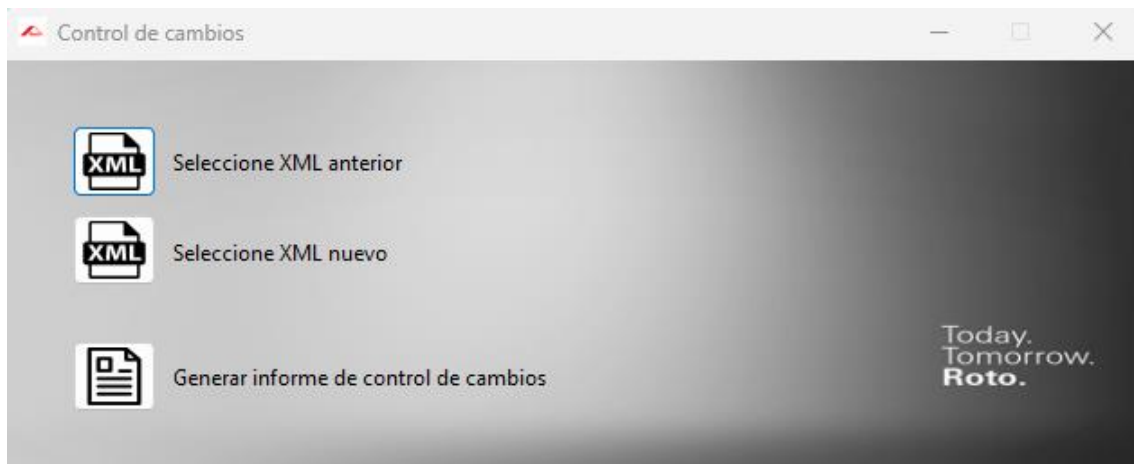 Control de cambios
XML
Seleccione XML anterior
XML
Seleccione XML nuevo
Generar informe de control de cambios
Today.
Tomorrow.
Roto.